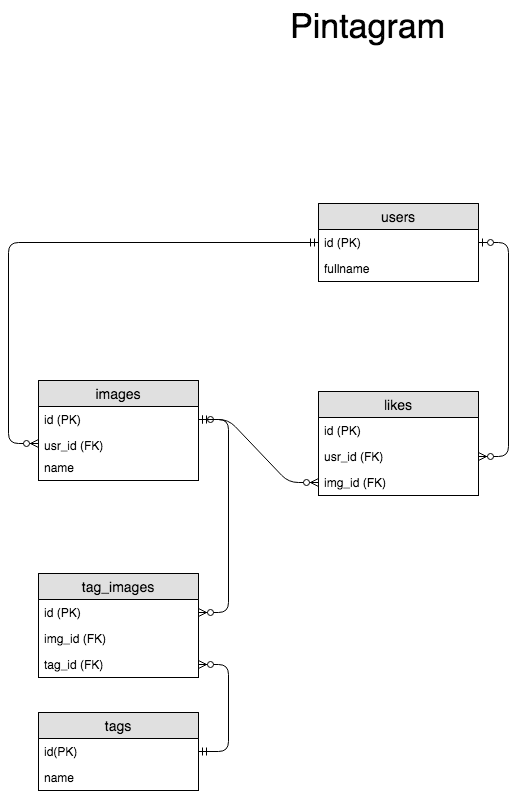 Pintagram
users
id (PK)
fullname
images
id (PK)
usr_id (FK)
name
likes
id (PK)
usr_id (FK)
img_id (FK)
tag_images
id (PK)
img_id (FK)
tag_id (FK)
tags
id(PK)
name